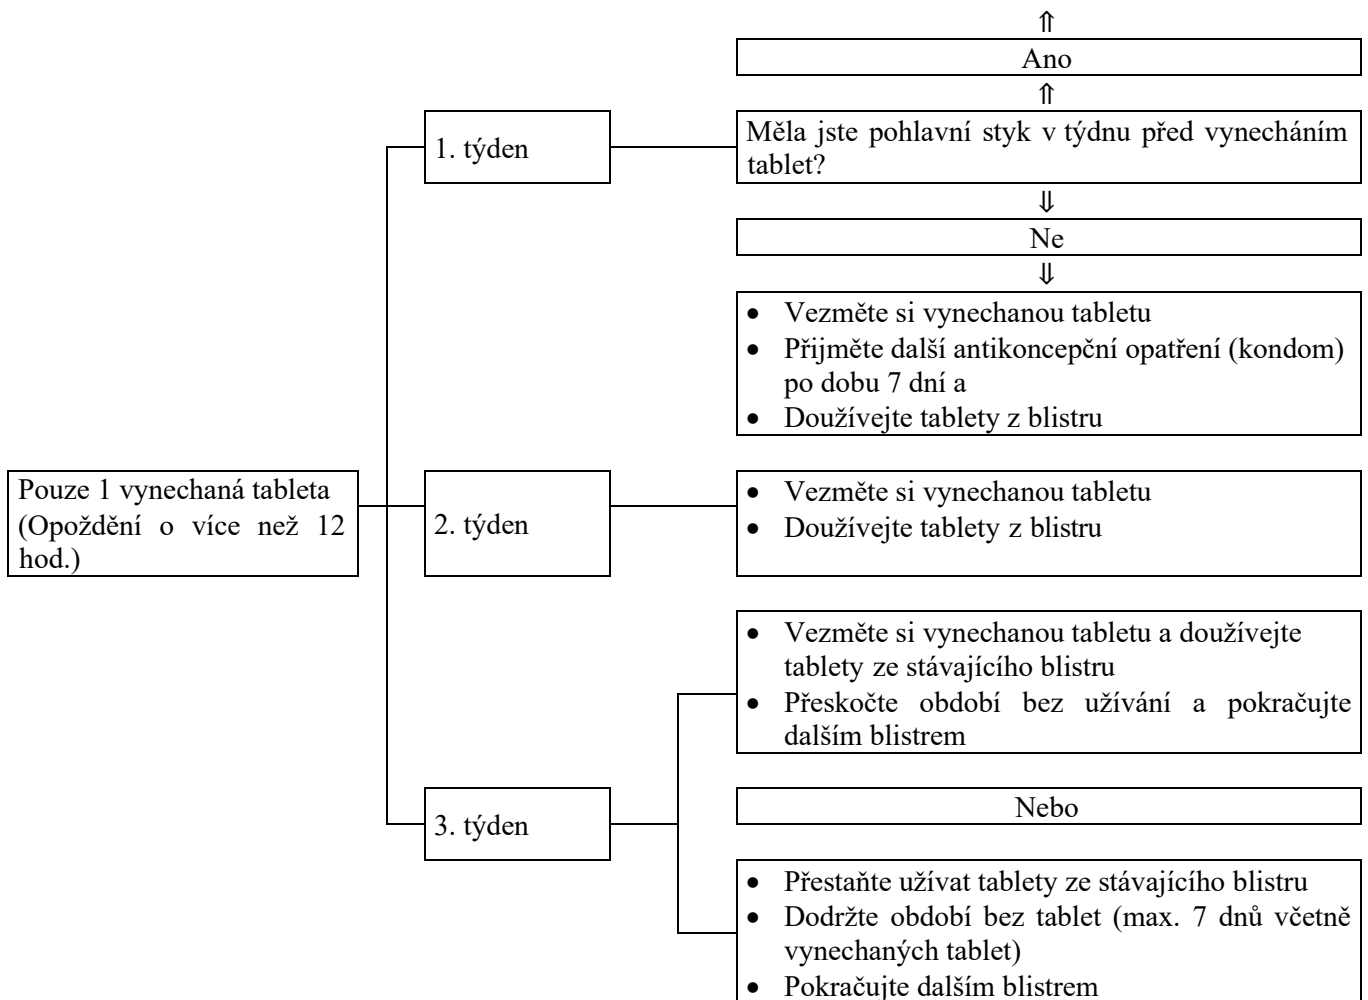 ⇑
Ano
⇑
1. týden
Měla jste pohlavní styk v týdnu před vynecháním
tablet?
⇓
Ne
⇓
• Vezměte si vynechanou tabletu
• Přijměte další antikoncepční opatření (kondom)
po dobu 7 dní a
• Doužívejte tablety z blistru
Pouze 1 vynechaná tableta
(Opoždění o více než 12
hod.)
2. týden
• Vezměte si vynechanou tabletu
• Doužívejte tablety z blistru
• Vezměte si vynechanou tabletu a doužívejte
tablety ze stávajícího blistru
• Přeskočte období bez užívání a pokračujte
dalším blistrem
3. týden
Nebo
• Přestaňte užívat tablety ze stávajícího blistru
• Dodržte období bez tablet (max. 7 dnů včetně
vynechaných tablet)
• Pokračujte dalším blistrem